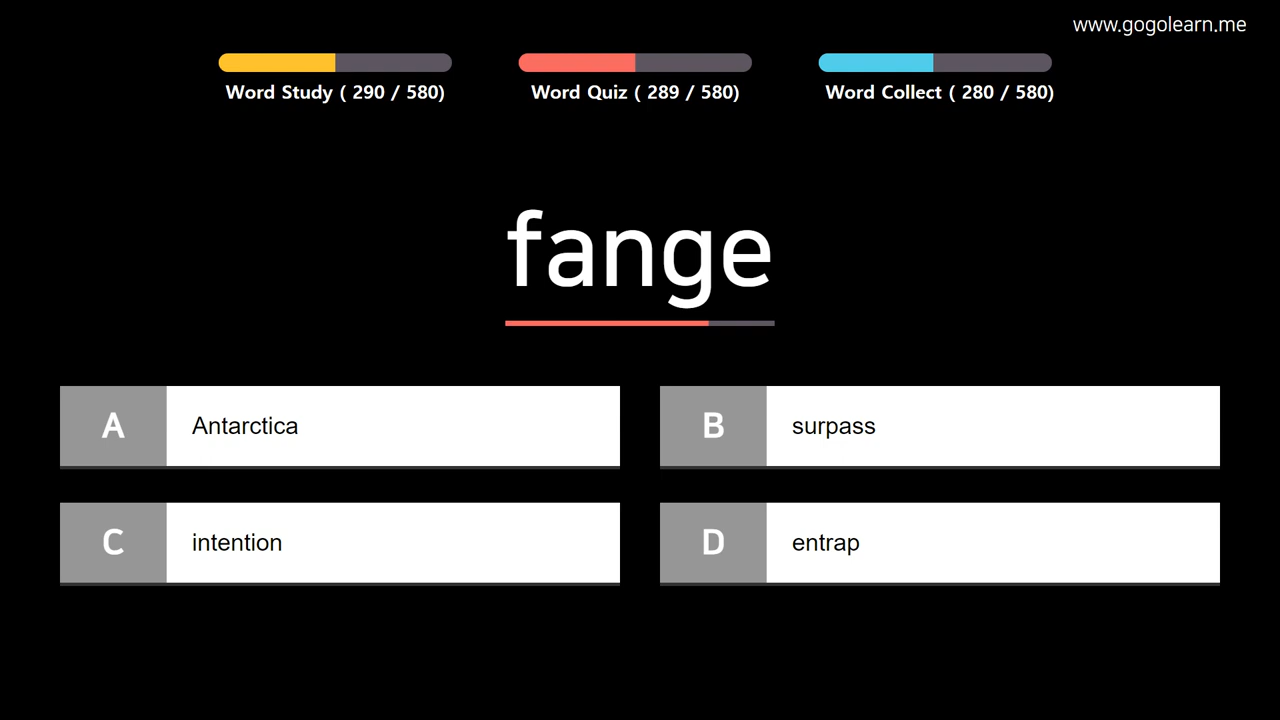 www.gogolearn.me
Word Study ( 290 / 580)
Word Quiz ( 289 / 580)
Word Collect ( 280 / 580)
fange
A Antarctica
B surpass
C intention
D entrap